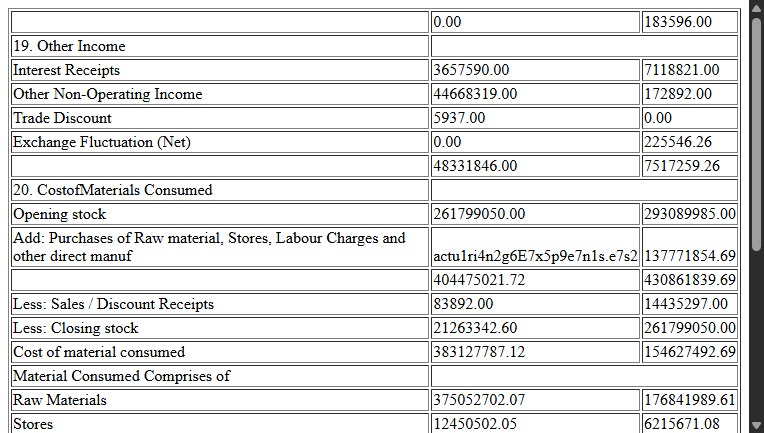 0.00 183596.00
19. Other Income
Interest Receipts 3657590.00 7118821.00
Other Non-Operating Income 44668319.00 172892.00
Trade Discount 5937.00 0.00
Exchange Fluctuation (Net) 0.00 225546.26
48331846.00 7517259.26
20. CostofMaterials Consumed
Opening stock 261799050.00 293089985.00
Add: Purchases of Raw material, Stores, Labour Charges and
other direct manuf actu1ri4n2g6E7x5p9e7n1s.e7s2 137771854.69
404475021.72 430861839.69
Less: Sales / Discount Receipts 83892.00 14435297.00
Less: Closing stock 21263342.60 261799050.00
Cost of material consumed 383127787.12 154627492.69
Material Consumed Comprises of
Raw Materials 375052702.07 176841989.61
Stores 12450502.05 6215671.08